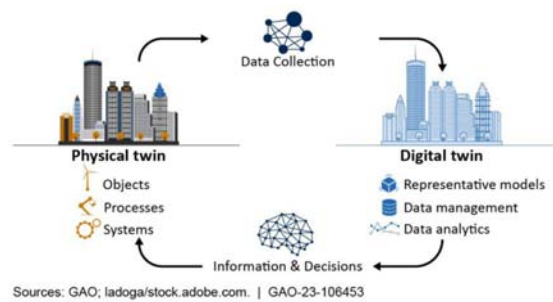 Data Collection
Physical twin
Objects
Processes
Systems
Digital twin
Representative models
Data management
Data analytics
Information & Decisions
Sources: GAO; ladoga/stock.adobe.com. | GAO-23-106453